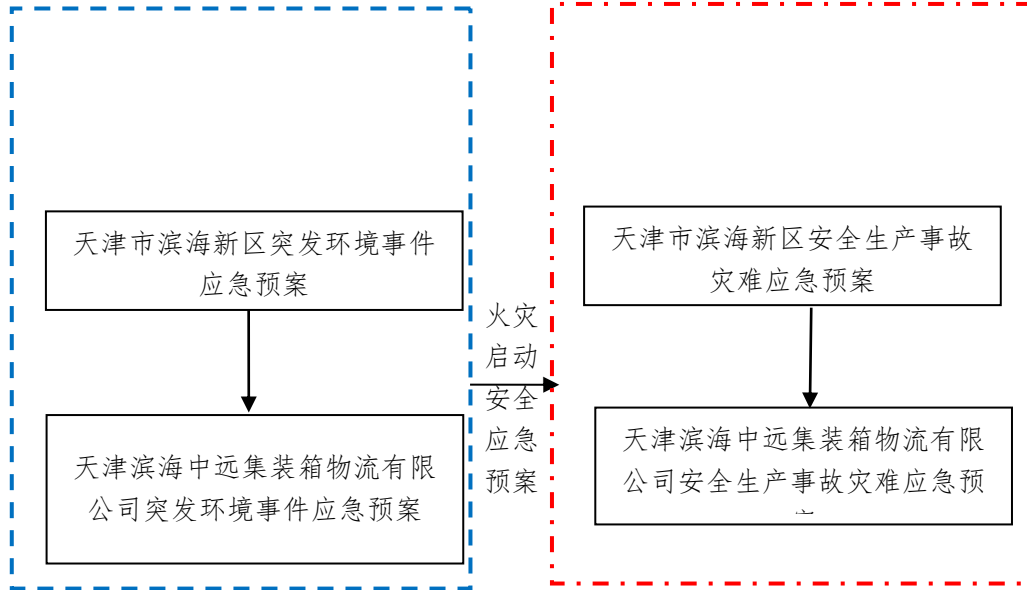 天津市滨海新区突发环境事件
应急预案
天津滨海中远集装箱物流有限
公司突发环境事件应急预案
火灾
启动
安全
应急
预案
天津市滨海新区安全生产事故
灾难应急预案
天津滨海中远集装箱物流有限
公司安全生产事故灾难应急预